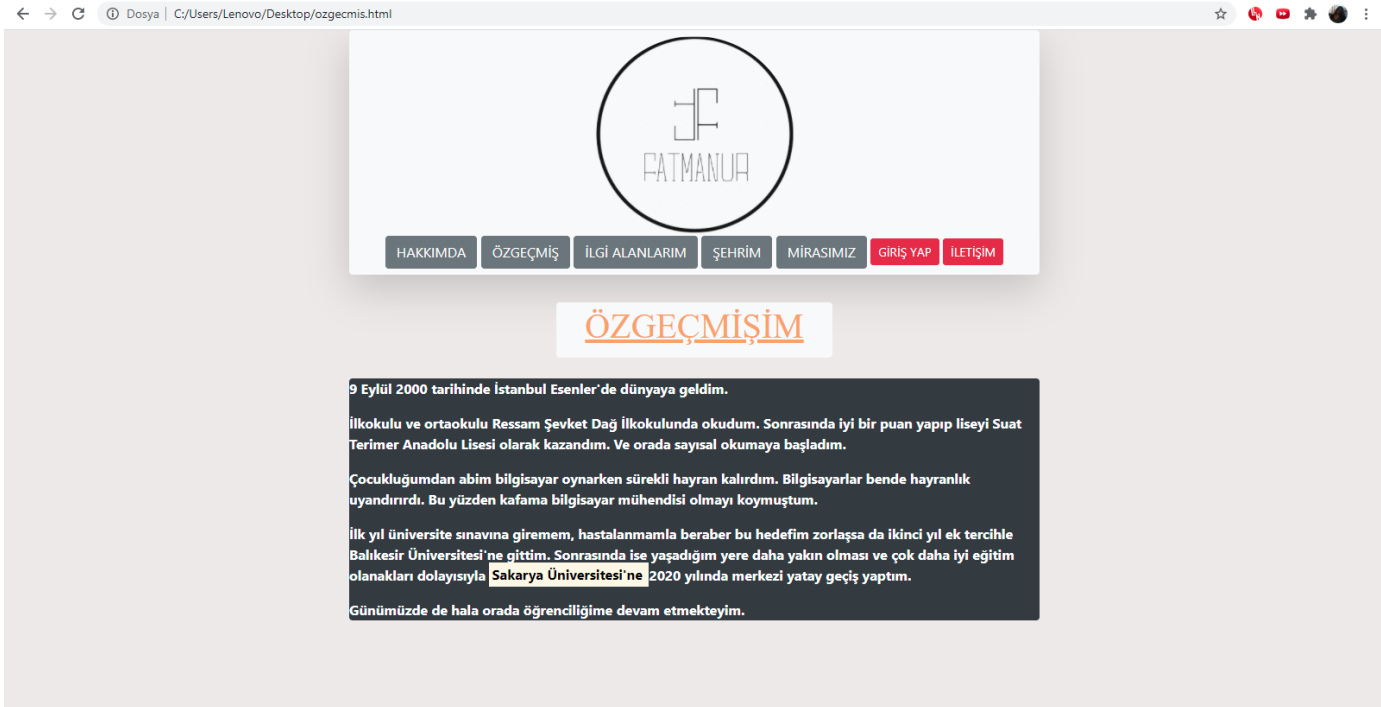 Dosya | C:/Users/Lenovo/Desktop/ozgecmis.html
FATMANUR
HAKKIMDA ÖZGEÇMİŞ İLGİ ALANLARIM ŞEHRİM MİRASIMIZ GİRİŞ YAP İLETİŞİM
ÖZGEÇMİŞİM
9 Eylül 2000 tarihinde İstanbul Esenler'de dünyaya geldim.
İlkokulu ve ortaokulu Ressam Şevket Dağ İlkokulunda okudum. Sonrasında iyi bir puan yapıp liseyi Suat
Terimer Anadolu Lisesi olarak kazandım. Ve orada sayısal okumaya başladım.
Çocukluğumdan abim bilgisayar oynarken sürekli hayran kalırdım. Bilgisayarlar bende hayranlık
uyandırırdı. Bu yüzden kafama bilgisayar mühendisi olmayı koymuştum.
İlk yıl üniversite sınavına giremem, hastalanmamla beraber bu hedefim zorlaşsa da ikinci yıl ek tercihle
Balıkesir Üniversitesi'ne gittim. Sonrasında ise yaşadığım yere daha yakın olması ve çok daha iyi eğitim
olanakları dolayısıyla Sakarya Üniversitesi'ne 2020 yılında merkezi yatay geçiş yaptım.
Günümüzde de hala orada öğrenciliğime devam etmekteyim.